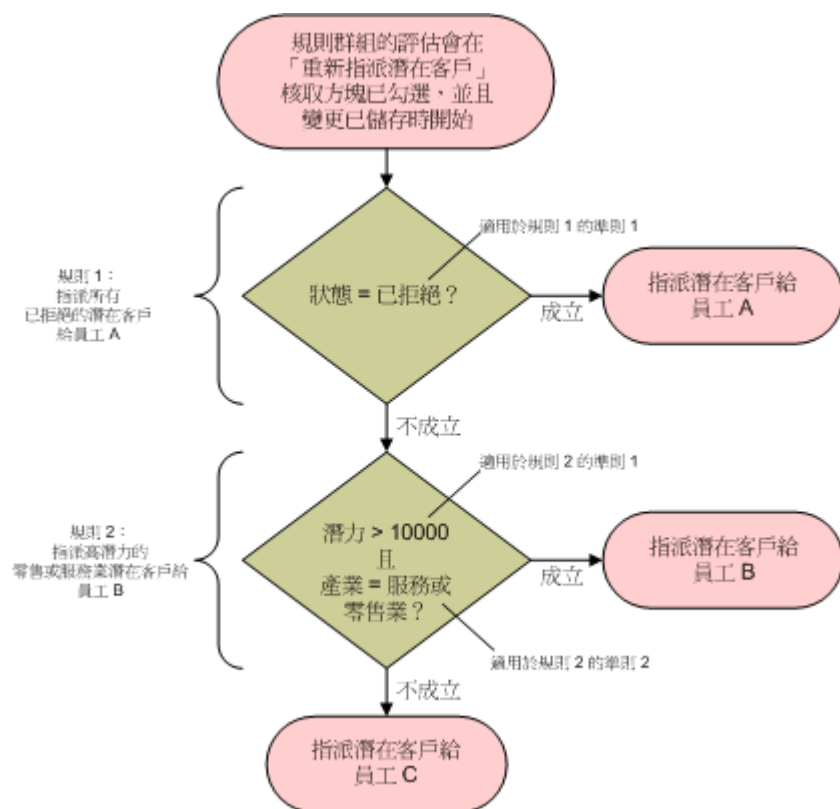 規則群組的評估會在
「重新指派潛在客戶」
核取方塊已勾選，並且
變更已儲存時開始
適用於規則 1 的準則 1
規則 1：
指派所有
已拒絕的潛在客戶
給員工 A
狀態 = 已拒絕？
成立
指派潛在客戶給
員工 A
不成立
適用於規則 2 的準則 1
規則 2：
指派高潛力的
零售或服務業潛在客戶給
員工 B
潛力 > 10000
且
產業 = 服務或
零售業？
成立
指派潛在客戶給
員工 B
適用於規則 2 的準則 2
不成立
指派潛在客戶給
員工 C